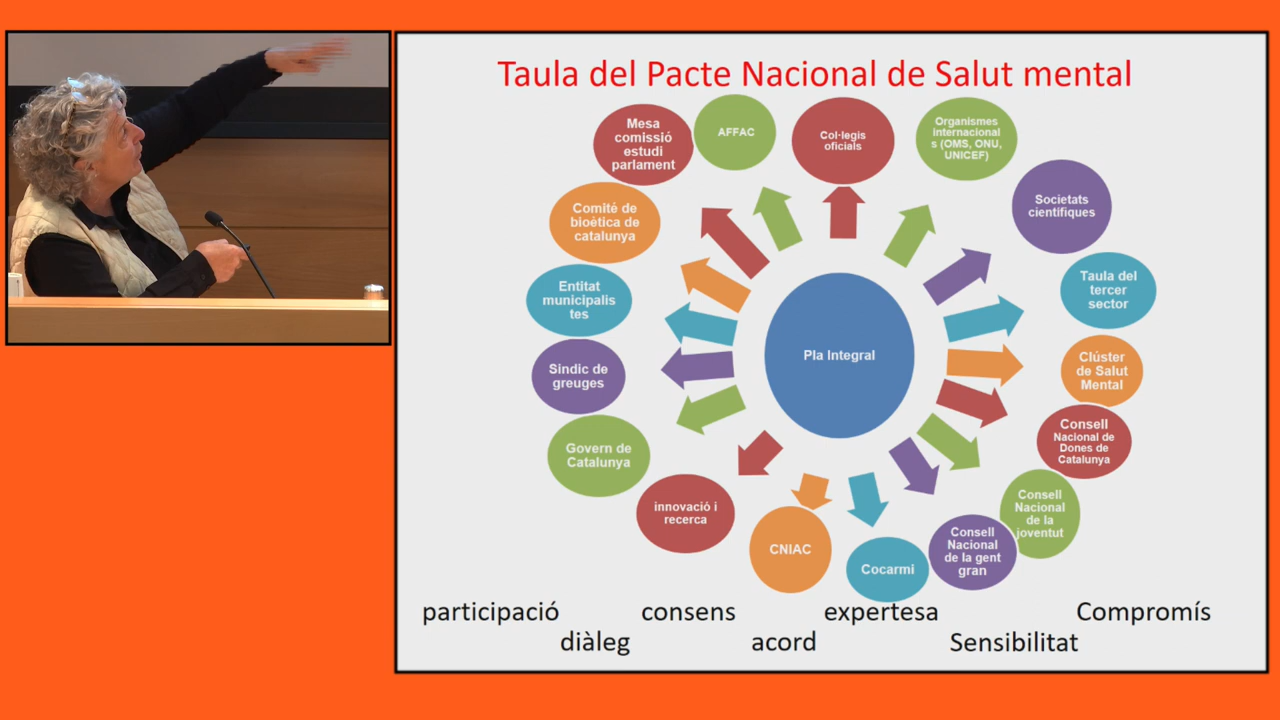 Taula del Pacte Nacional de Salut mental
Mesa
comissió
estudi
parlament
AFFAC
Col·legis
oficials
Organismes
internacional
s (OMS, ONU,
UNICEF)
Societats
científiques
Taula del
tercer
sector
Clúster
de Salut
Mental
Consell
Nacional de
Dones de
Catalunya
Consell
Nacional
de la
joventut
Consell
Nacional
de la gent
gran
Cocarmi
CNIAC
innovació i
recerca
Govern de
Catalunya
Sindic de
greuges
Entitat
municipalis
tes
Comité de
bioètica de
catalunya
Pla Integral
participació consens expertesa Compromís
diàleg acord Sensibilitat